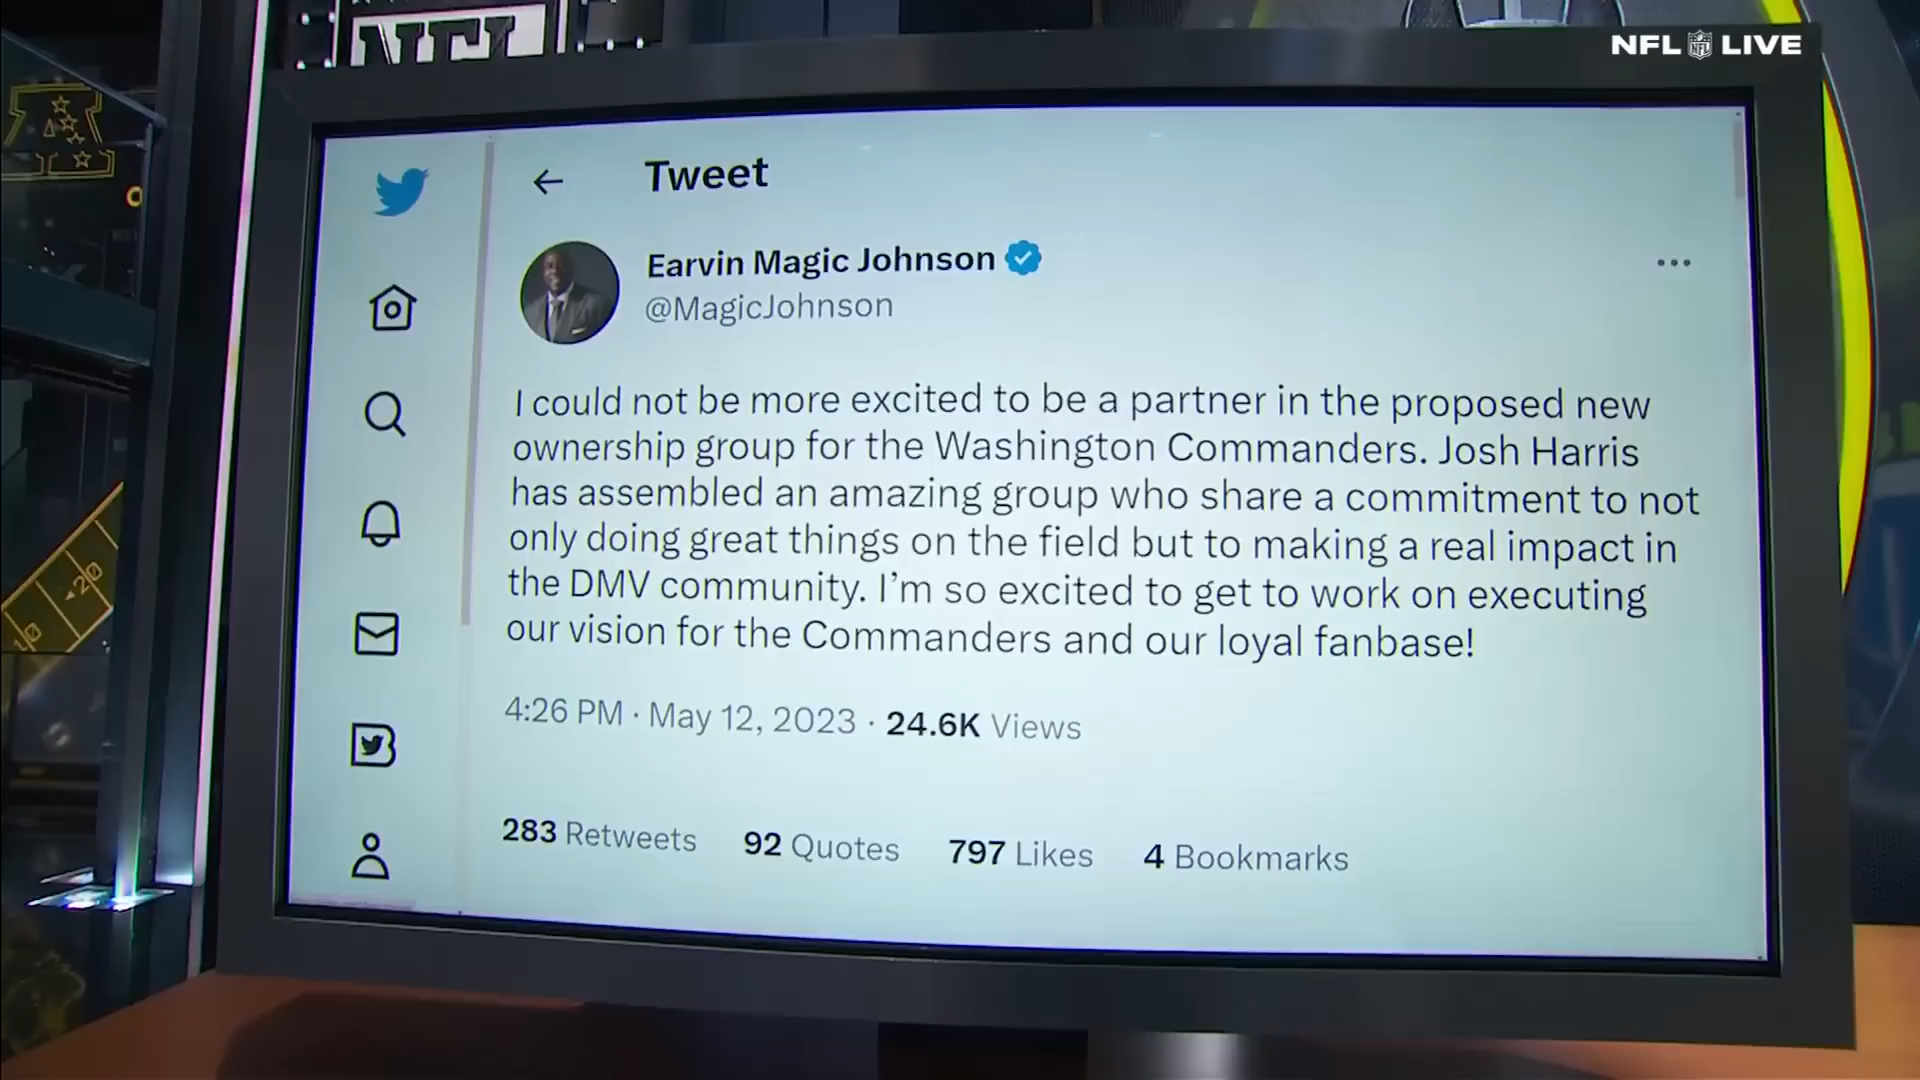 NFL
NFL LIVE
Tweet
Earvin Magic Johnson
@MagicJohnson
I could not be more excited to be a partner in the proposed new
ownership group for the Washington Commanders. Josh Harris
has assembled an amazing group who share a commitment to not
only doing great things on the field but to making a real impact in
the DMV community. I’m so excited to get to work on executing
our vision for the Commanders and our loyal fanbase!
4:26 PM · May 12, 2023 · 24.6K Views
283 Retweets 92 Quotes 797 Likes 4 Bookmarks
20
10